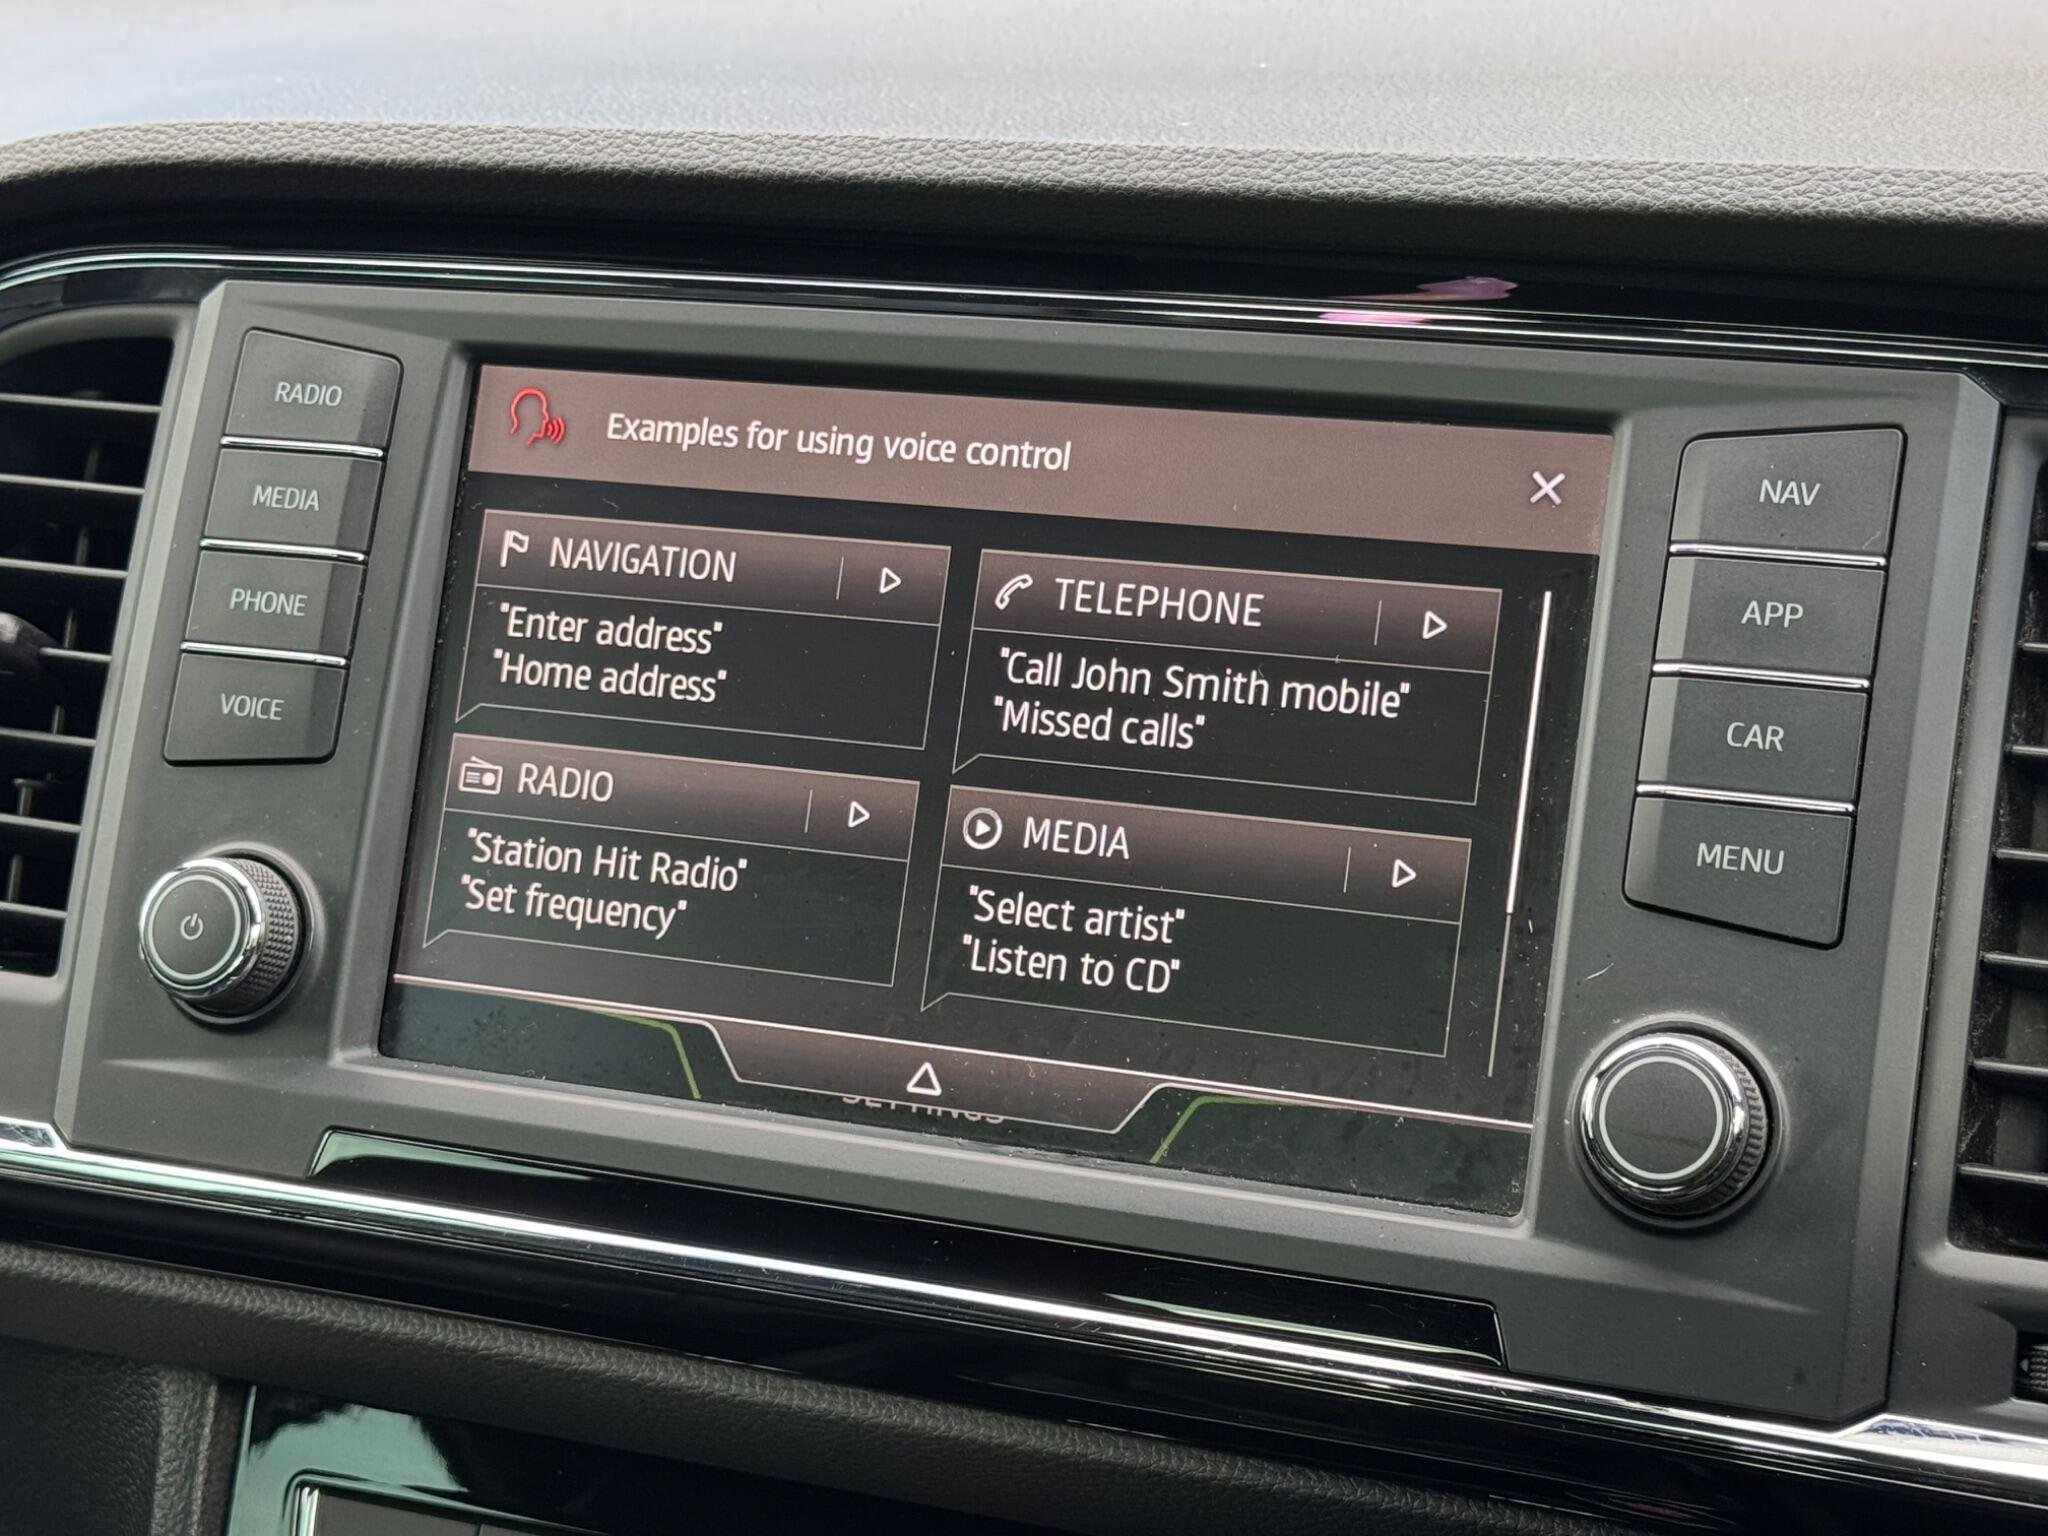 RADIO
MEDIA
PHONE
VOICE
Examples for using voice control
NAVIGATION
"Enter address"
"Home address"
TELEPHONE
"Call John Smith mobile"
"Missed calls"
RADIO
"Station Hit Radio"
"Set frequency"
MEDIA
"Select artist"
"Listen to CD"
SETTINGS
NAV
APP
CAR
MENU